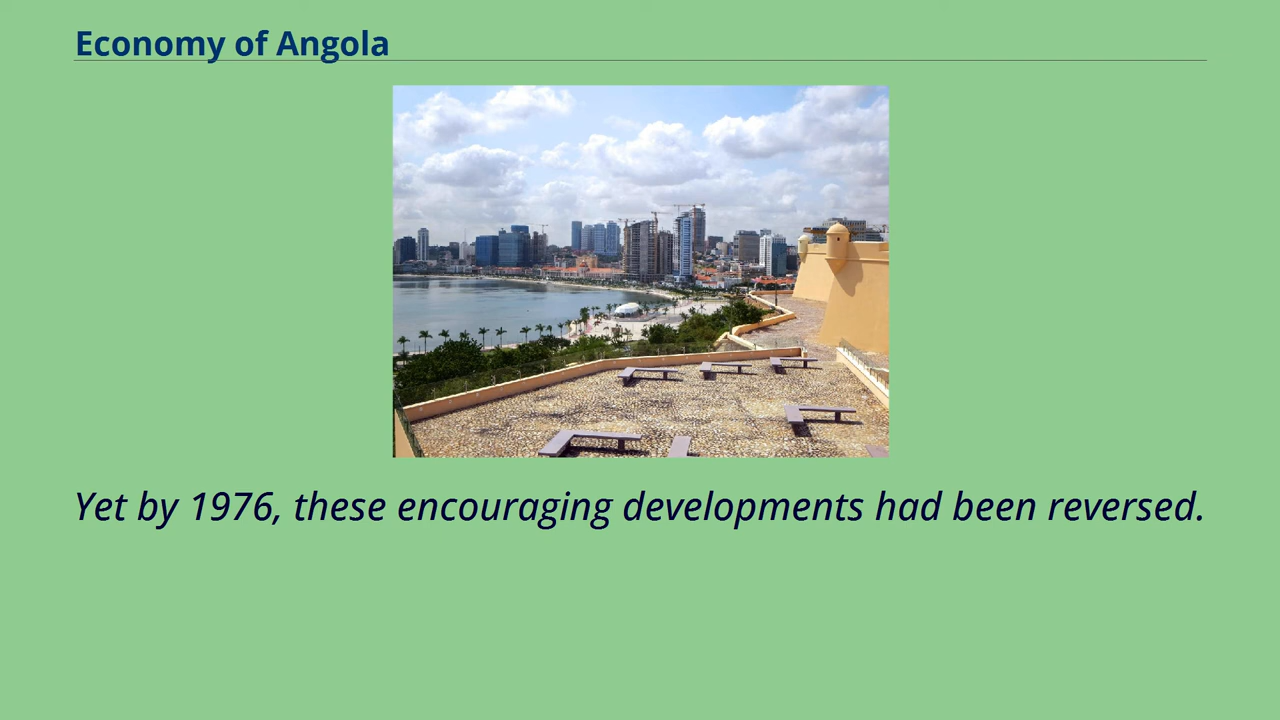 Economy of Angola
Yet by 1976, these encouraging developments had been reversed.